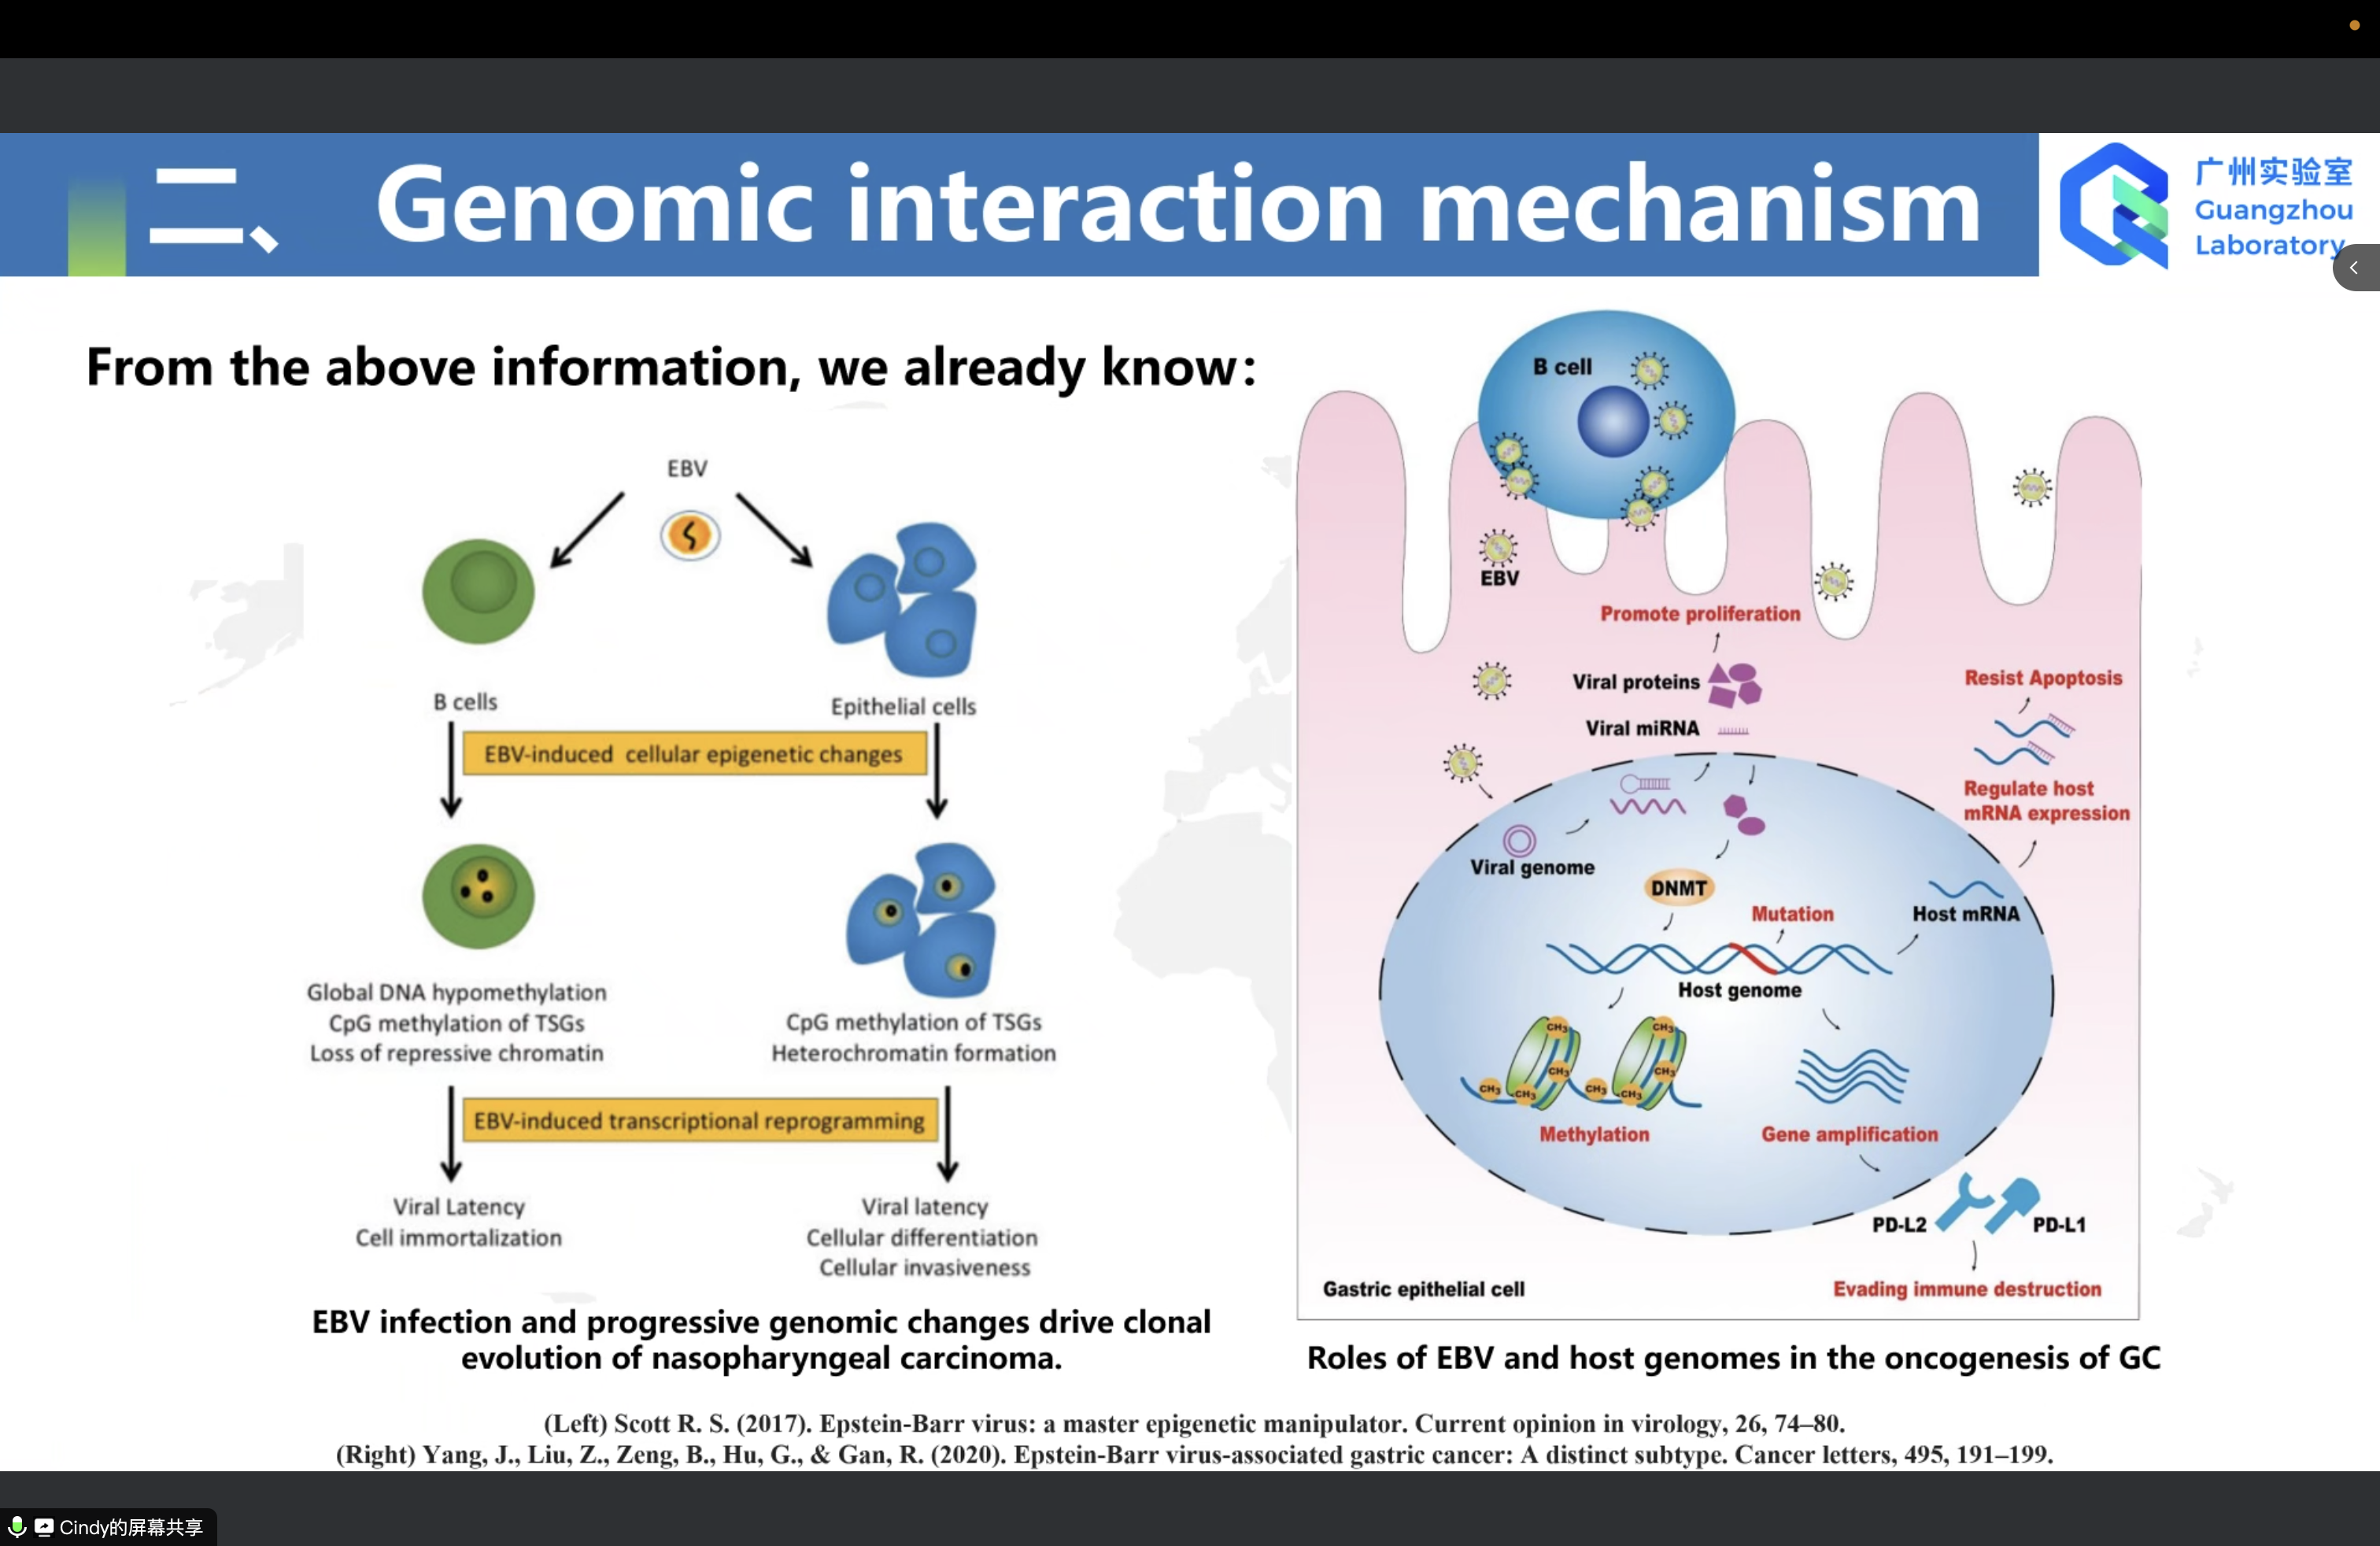 二、 Genomic interaction mechanism
广州实验室
Guangzhou
Laboratory
From the above information, we already know:
EBV
B cells
Epithelial cells
EBV-induced cellular epigenetic changes
Global DNA hypomethylation
CpG methylation of TSGs
Loss of repressive chromatin
CpG methylation of TSGs
Heterochromatin formation
EBV-induced transcriptional reprogramming
Viral Latency
Cell immortalization
Viral latency
Cellular differentiation
Cellular invasiveness
EBV infection and progressive genomic changes drive clonal
evolution of nasopharyngeal carcinoma.
B cell
EBV
Promote proliferation
Viral proteins
Viral miRNA
Resist Apoptosis
Regulate host
mRNA expression
Viral genome
DNMT
Mutation
Host mRNA
Host genome
CH3
CH3
CH3
CH3
CH3
CH3
CH3
CH3
Methylation
Gene amplification
PD-L2
PD-L1
Gastric epithelial cell
Evading immune destruction
Roles of EBV and host genomes in the oncogenesis of GC
(Left) Scott R. S. (2017). Epstein-Barr virus: a master epigenetic manipulator. Current opinion in virology, 26, 74–80.
(Right) Yang, J., Liu, Z., Zeng, B., Hu, G., & Gan, R. (2020). Epstein-Barr virus-associated gastric cancer: A distinct subtype. Cancer letters, 495, 191–199.
Cindy的屏幕共享